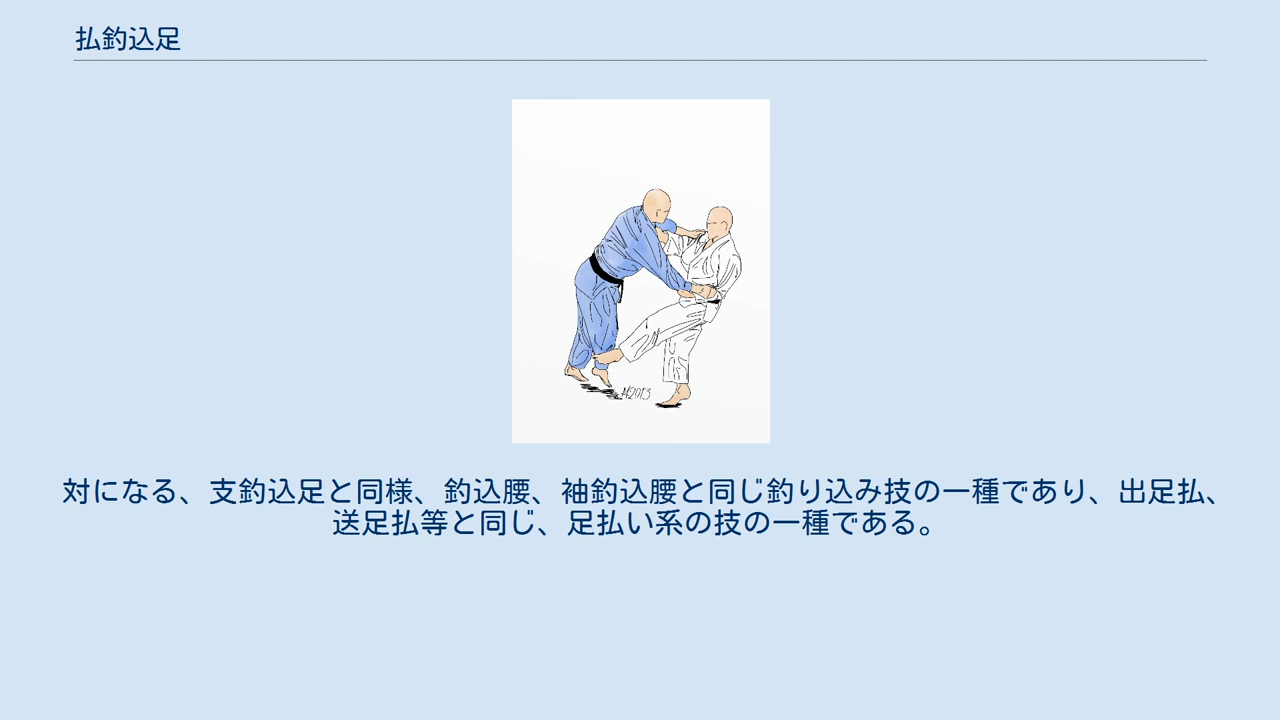 払釣込足
対になる、支釣込足と同様、釣込腰、袖釣込腰と同じ釣り込み技の一種であり、出足払、
送足払等と同じ、足払い系の技の一種である。